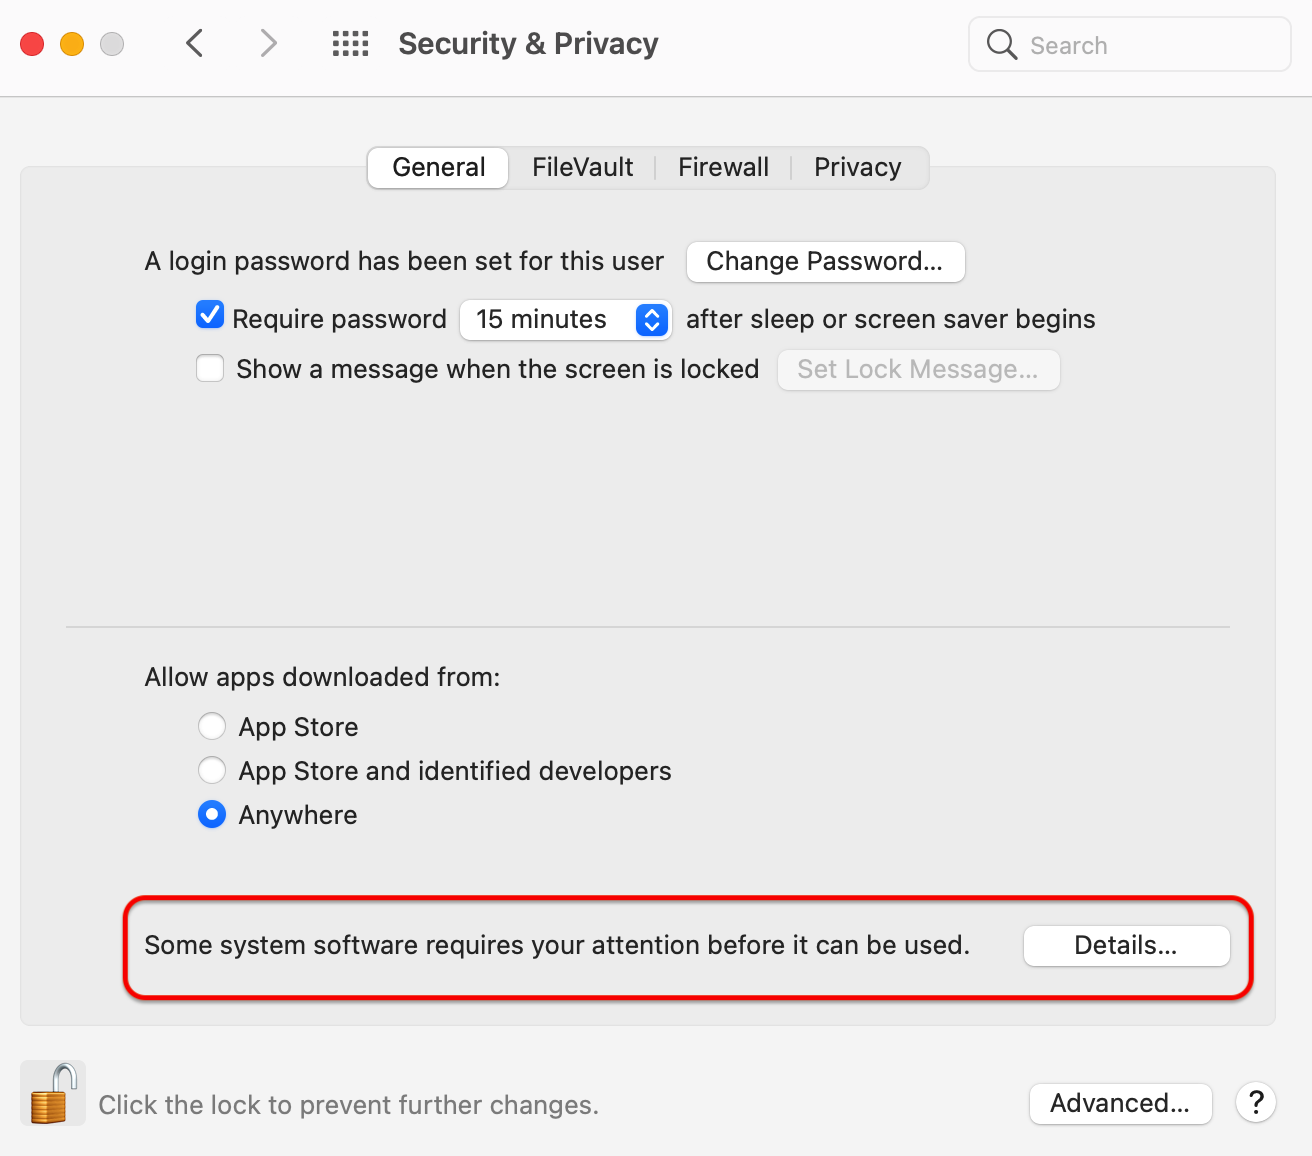 Security & Privacy
Search
General FileVault Firewall Privacy
A login password has been set for this user Change Password...
Require password 15 minutes after sleep or screen saver begins
Show a message when the screen is locked Set Lock Message...
Allow apps downloaded from:
App Store
App Store and identified developers
Anywhere
Some system software requires your attention before it can be used. Details...
Click the lock to prevent further changes. Advanced... ?